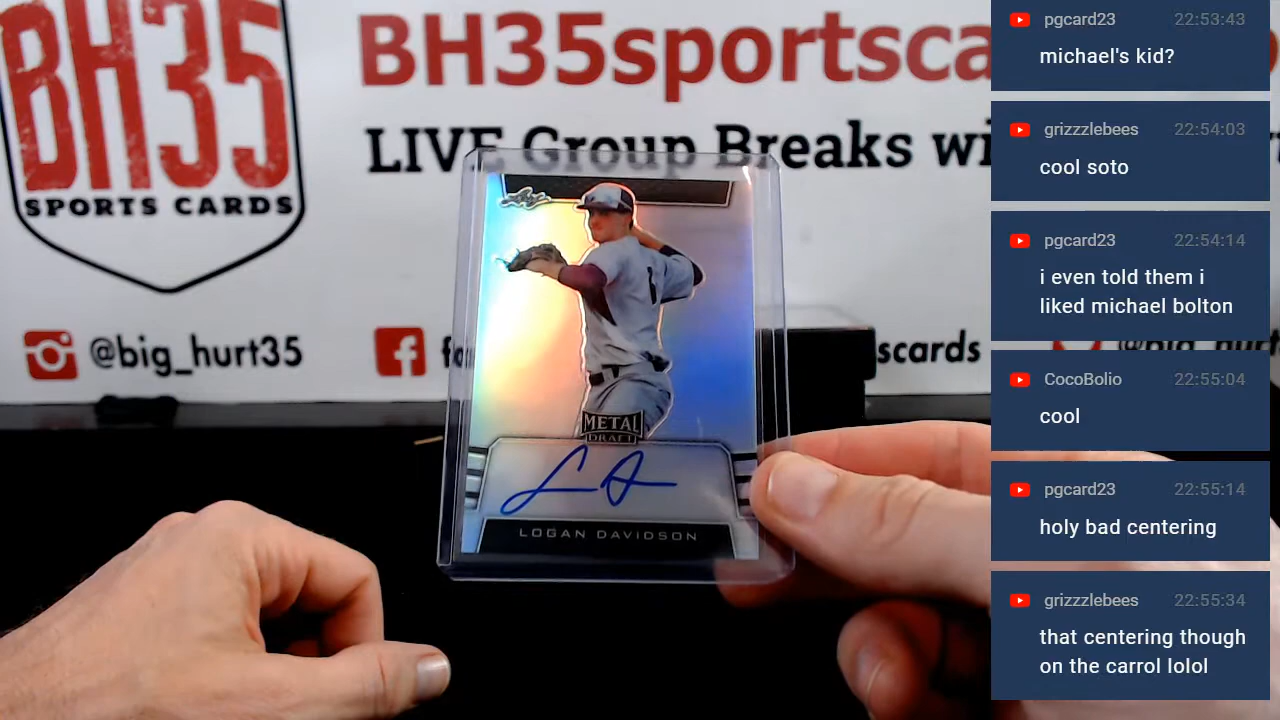 BH35
SPORTS CARDS
BH35sportsca
LIVE Group Breaks wi
@big_hurt35
scards
Leaf
METAL
DRAFT
LOGAN DAVIDSON
pgcard23 22:53:43
michael's kid?
grizzzlebees 22:54:03
cool soto
pgcard23 22:54:14
i even told them i
liked michael bolton
CocoBolio 22:55:04
cool
pgcard23 22:55:14
holy bad centering
grizzzlebees 22:55:34
that centering though
on the carrol lolol